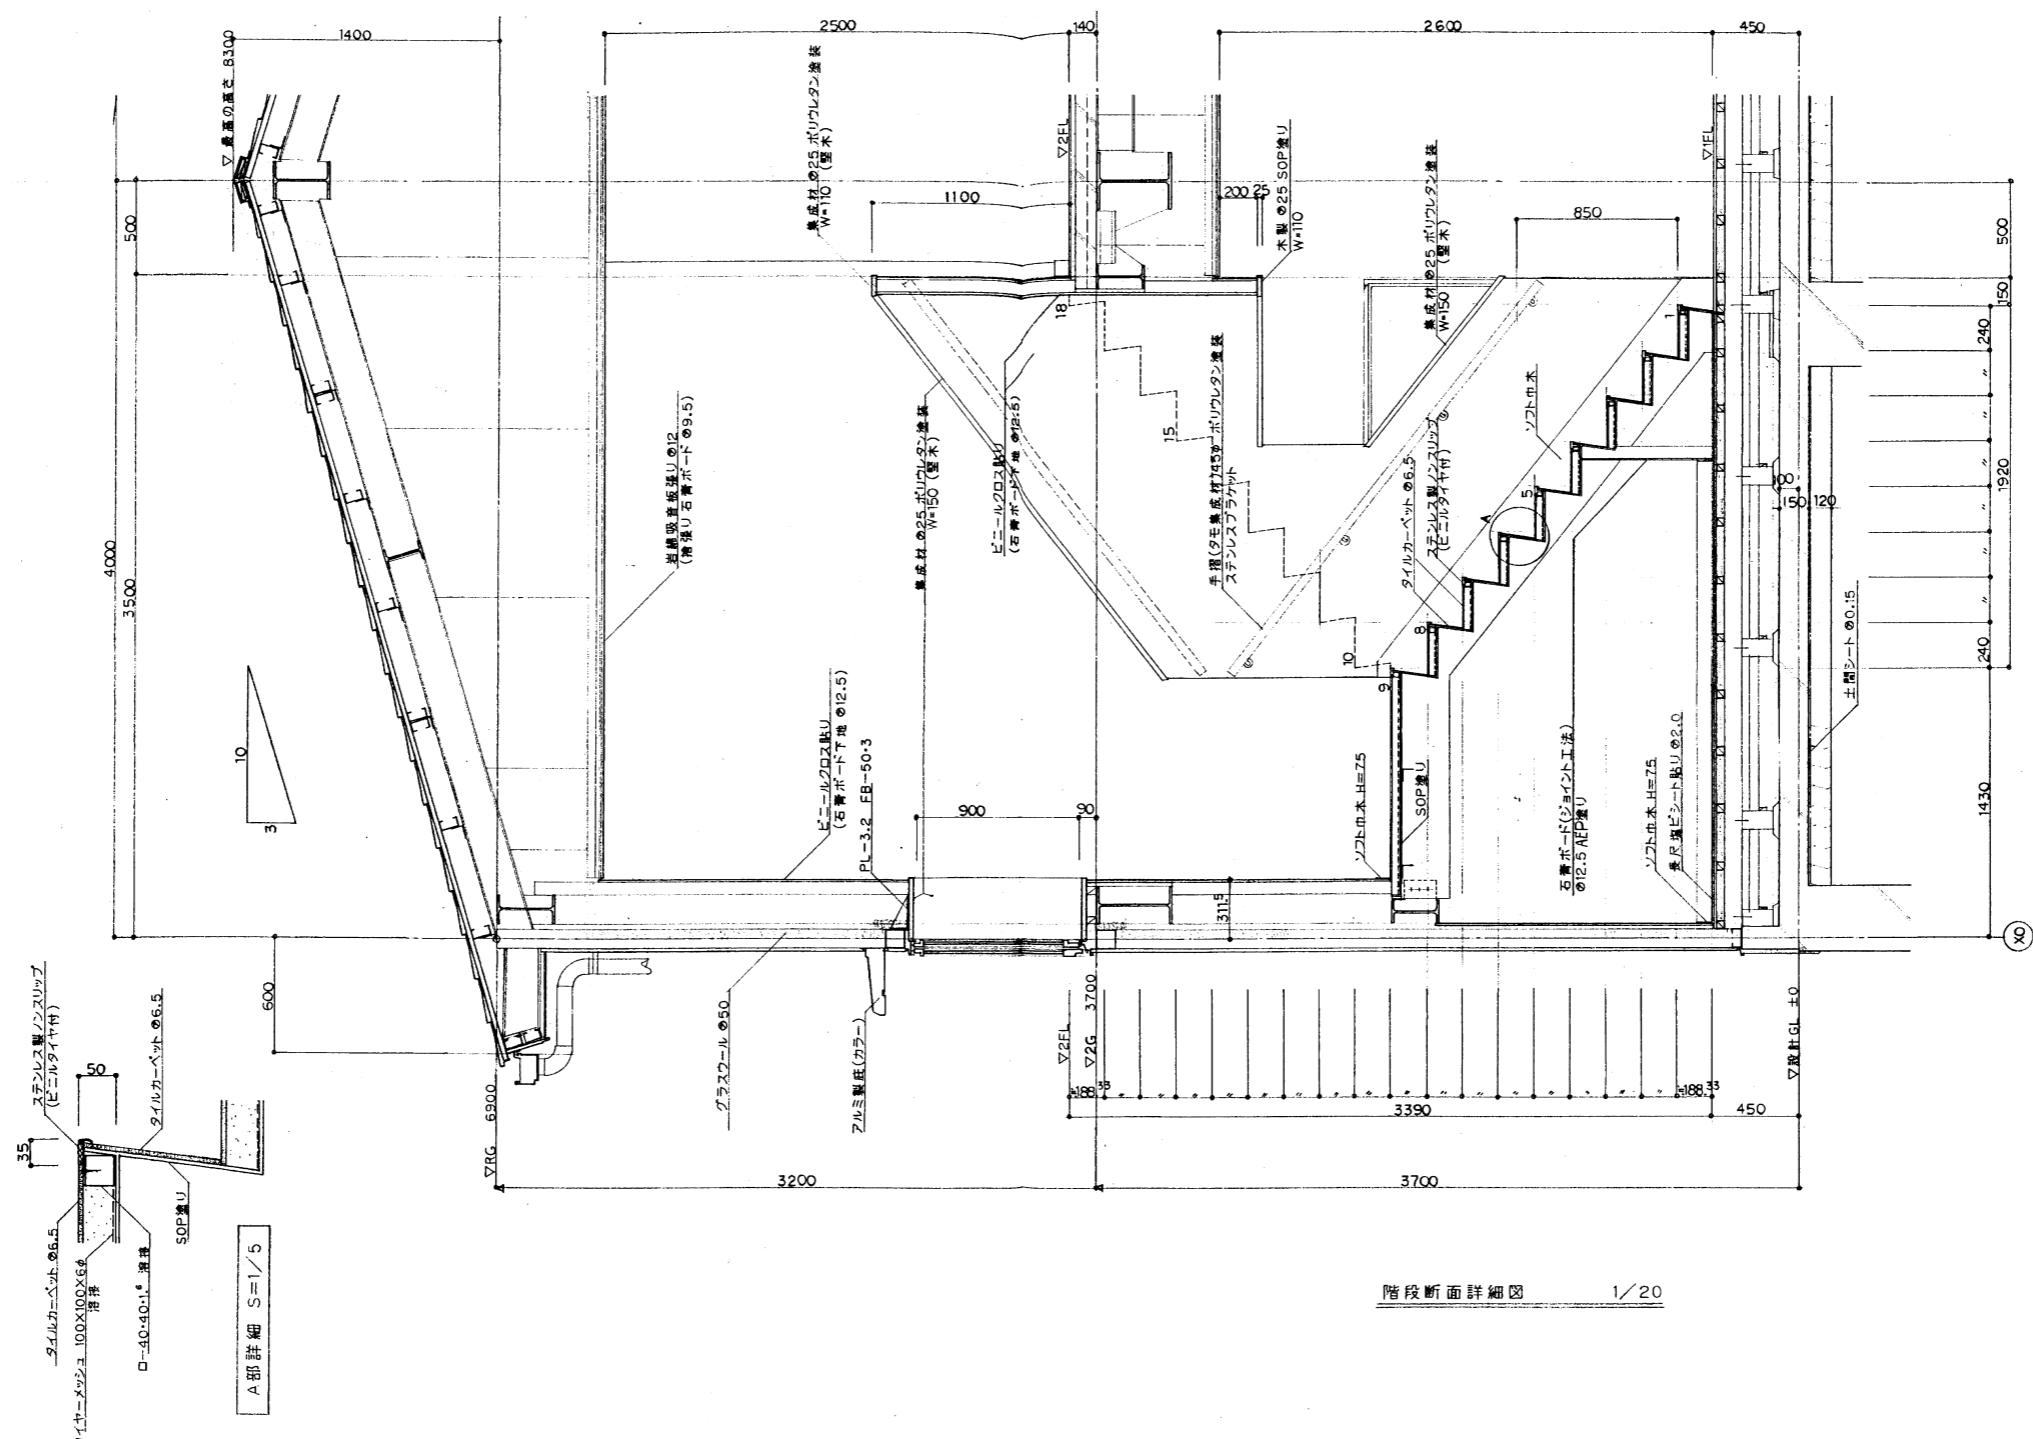 1400
2500
140
2600
450
▽最高の高さ 8300
集成材 ⌀25 ポリウレタン塗装
W=110 (堅木)
▽2FL
木製 ⌀25 SOP塗り
W=110
集成材 ⌀25 ポリウレタン塗装
W=150 (堅木)
▽1FL
1100
200
25
850
500
4000
3500
500
150
240
〃
〃
〃
〃
〃
〃
240
1920
1430
18
15
10
9
8
5
1
A
岩綿吸音板張り⌀12
(捨張り石膏ボード ⌀9.5)
集成材 ⌀25 ポリウレタン塗装
W=150 (堅木)
ビニールクロス貼り
(石膏ボード下地 ⌀12.5)
手摺(タモ集成材)45φ ポリウレタン塗装
ステンレスブラケット
タイルカーペット ⌀6.5
ステンレス製ノンスリップ
(ビニルタイヤ付)
ソフト巾木
150
120
土間シート ⌀0.15
10
3
ビニールクロス貼り
(石膏ボード下地 ⌀12.5)
PL-3.2 FB-50・3
900
90
311.5
ソフト巾木 H=75
SOP塗り
石膏ボード(ジョイント工法)
⌀12.5 AEP塗り
ソフト巾木 H=75
長尺塩ビシート貼り ⌀2.0
X0
600
グラスウール ⌀50
アルミ製庇(カラー)
▽2FL
▽2G 3700
▽設計GL ±0
▽RG 6900
≒188.33
≒188.33
3390
450
3200
3700
ステンレス製ノンスリップ
(ビニルタイヤ付)
50
タイルカーペット ⌀6.5
35
タイルカーペット ⌀6.5
イヤーメッシュ 100X100X6φ
溶接
ロ-40・40・1.6 溶接
SOP塗り
A部詳細 S=1/5
階段断面詳細図 1/20